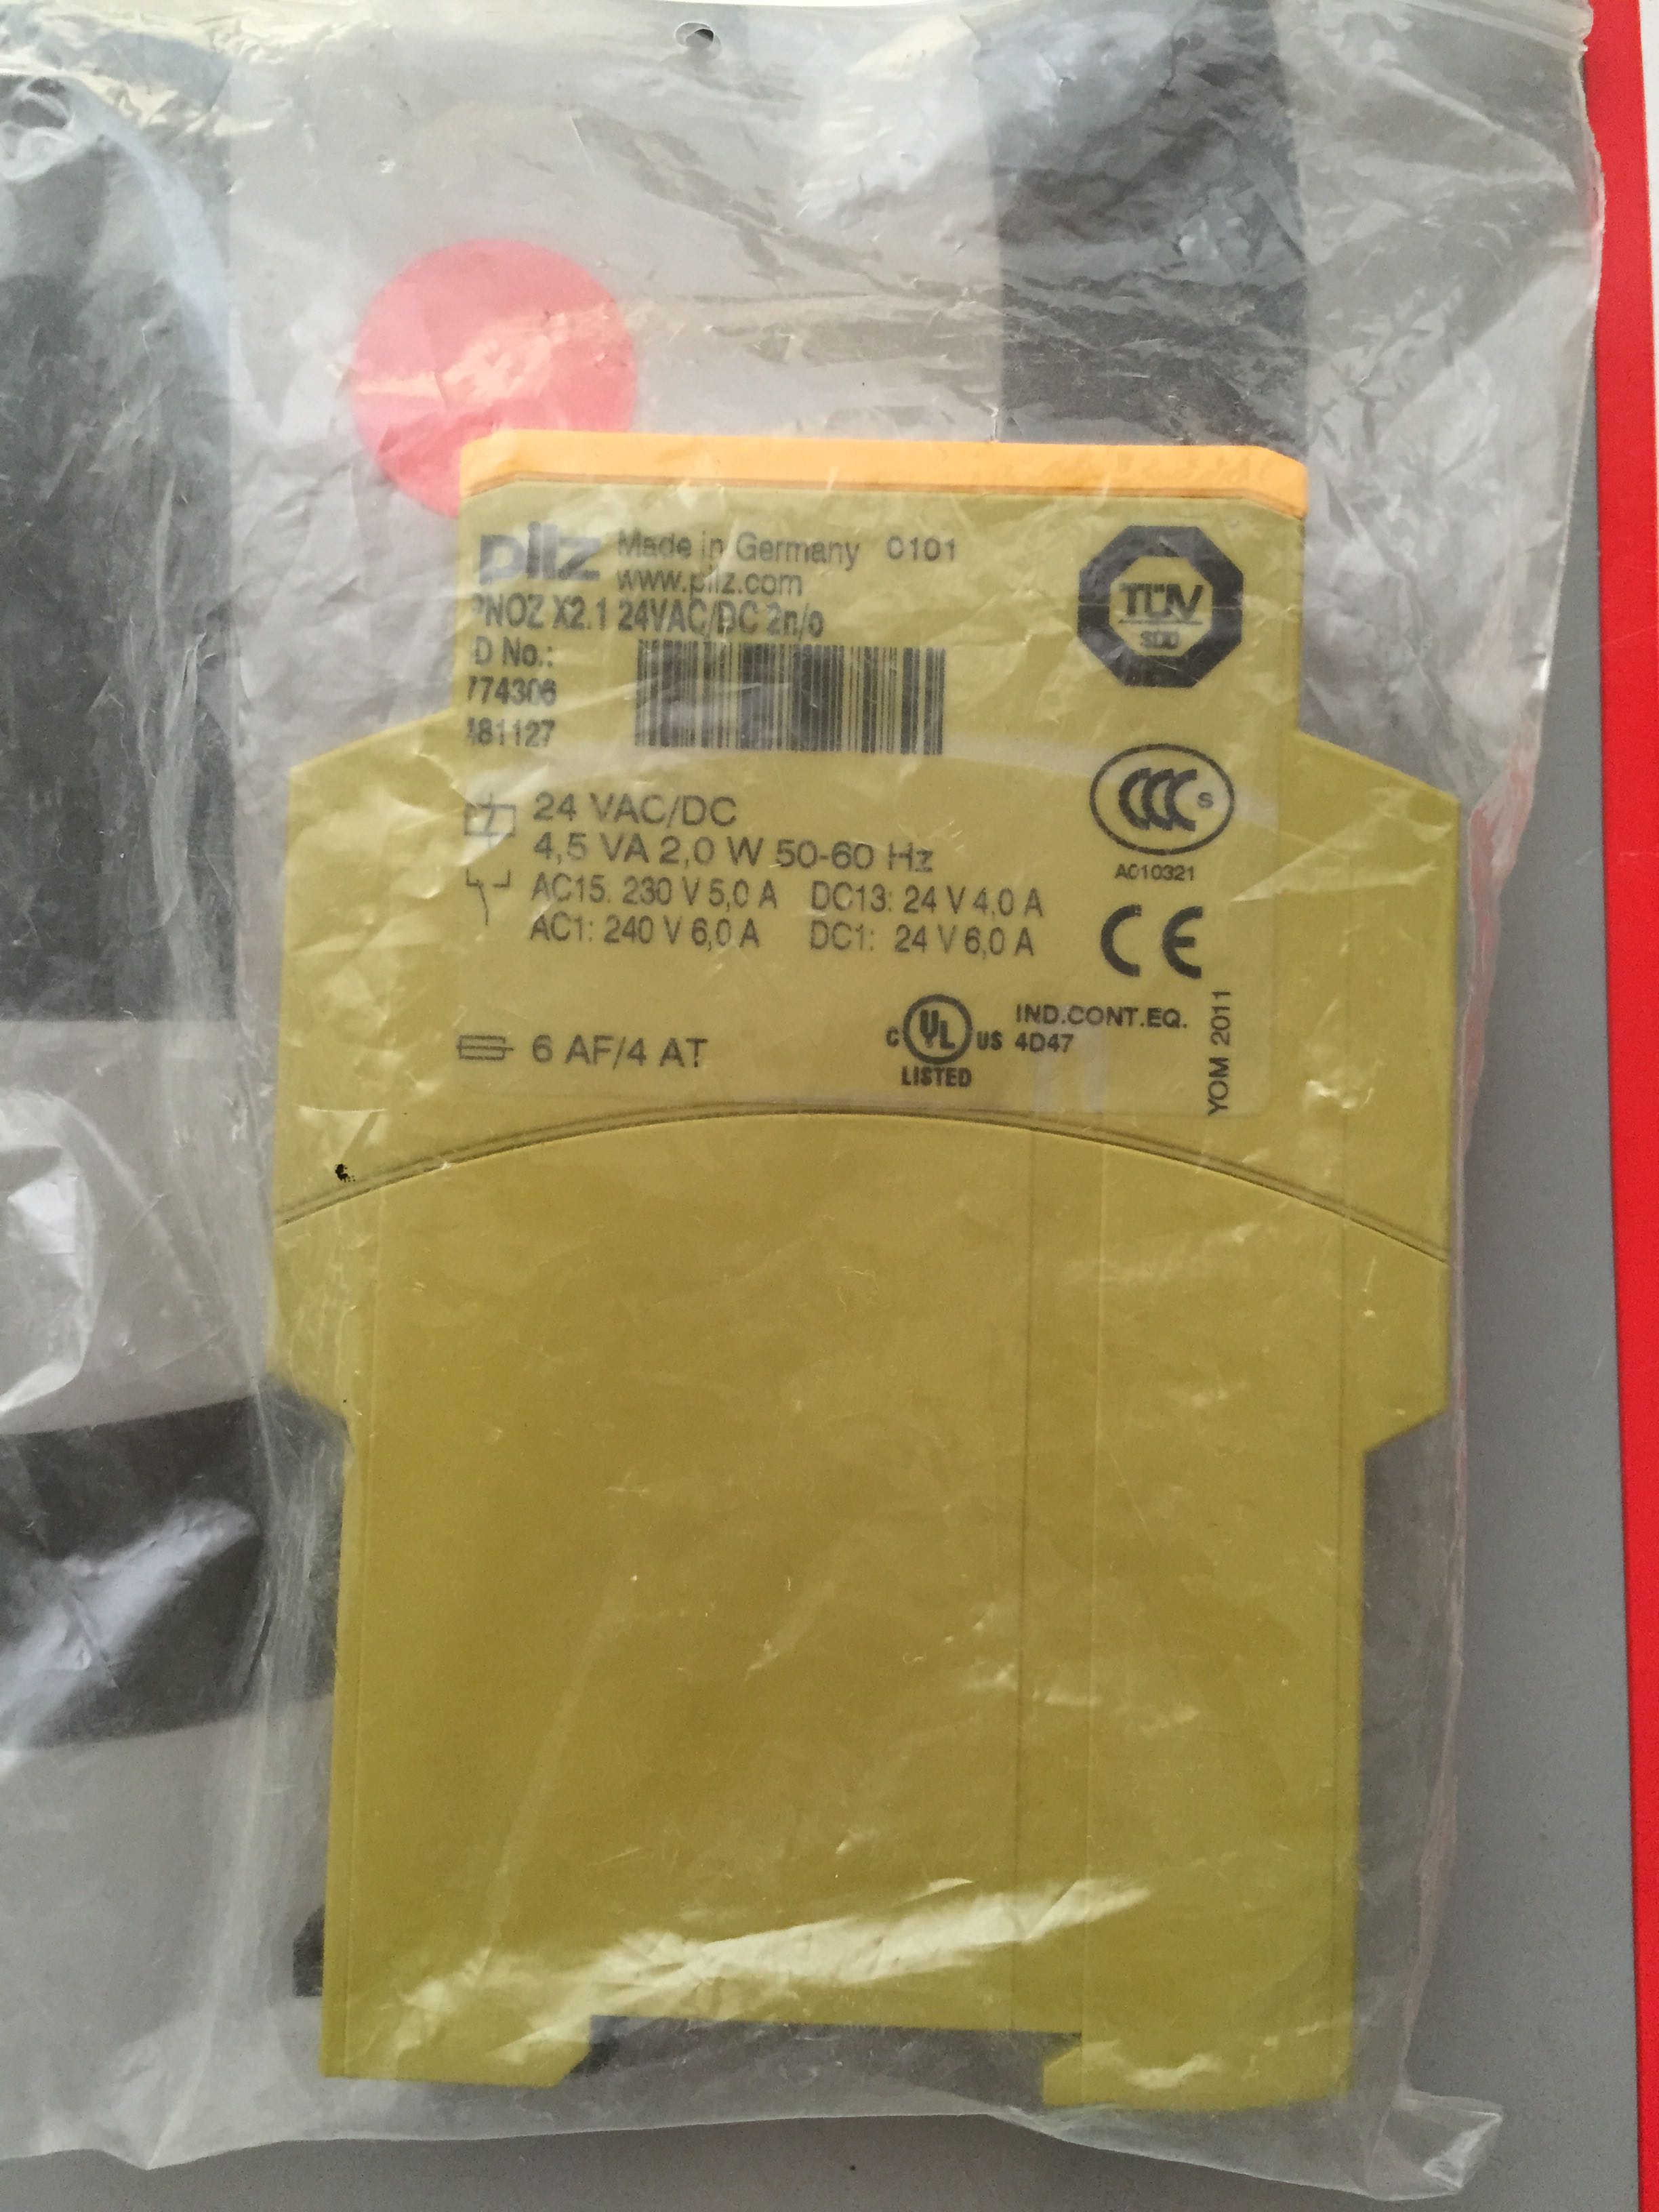 pilz Made in Germany 0101
www.pilz.com
PNOZ X2.1 24VAC/DC 2n/o
D No.:
774306
481127
TÜV
SÜD
24 VAC/DC
4,5 VA 2,0 W 50-60 Hz
AC15: 230 V 5,0 A DC13: 24 V 4,0 A
AC1: 240 V 6,0 A DC1: 24 V 6,0 A
CCC S
A010321
CE
6 AF/4 AT
C UL US
LISTED
IND.CONT.EQ.
4D47
YOM 2011